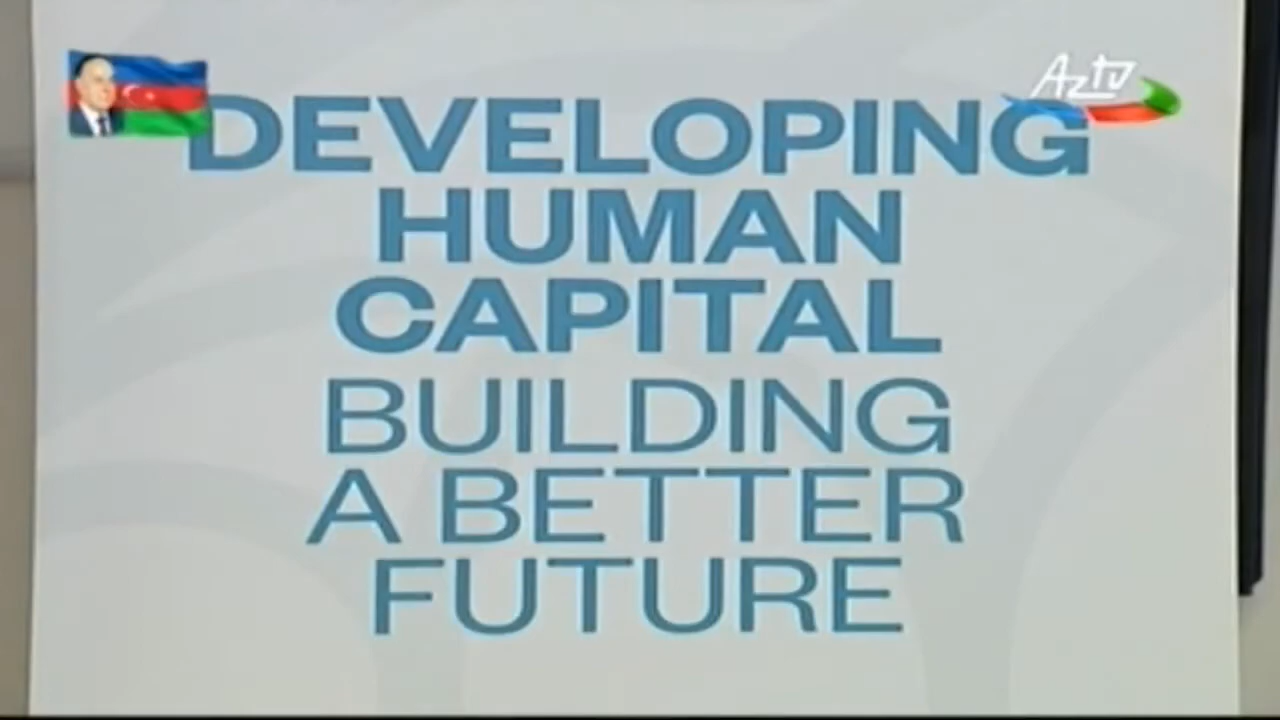 AzTV
DEVELOPING
HUMAN
CAPITAL
BUILDING
A BETTER
FUTURE